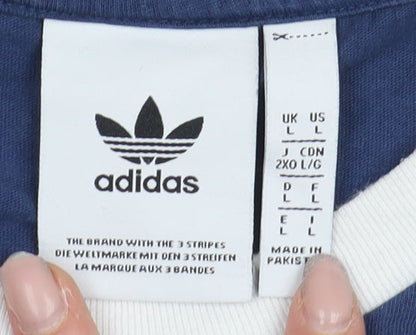 adidas
THE BRAND WITH THE 3 STRIPES
DIE WELTMARKE MIT DEN 3 STREIFEN
LA MARQUE AUX 3 BANDES
UK US
L L
J CDN
2XO L/G
D F
L L
E I
L L
MADE IN
PAKIST